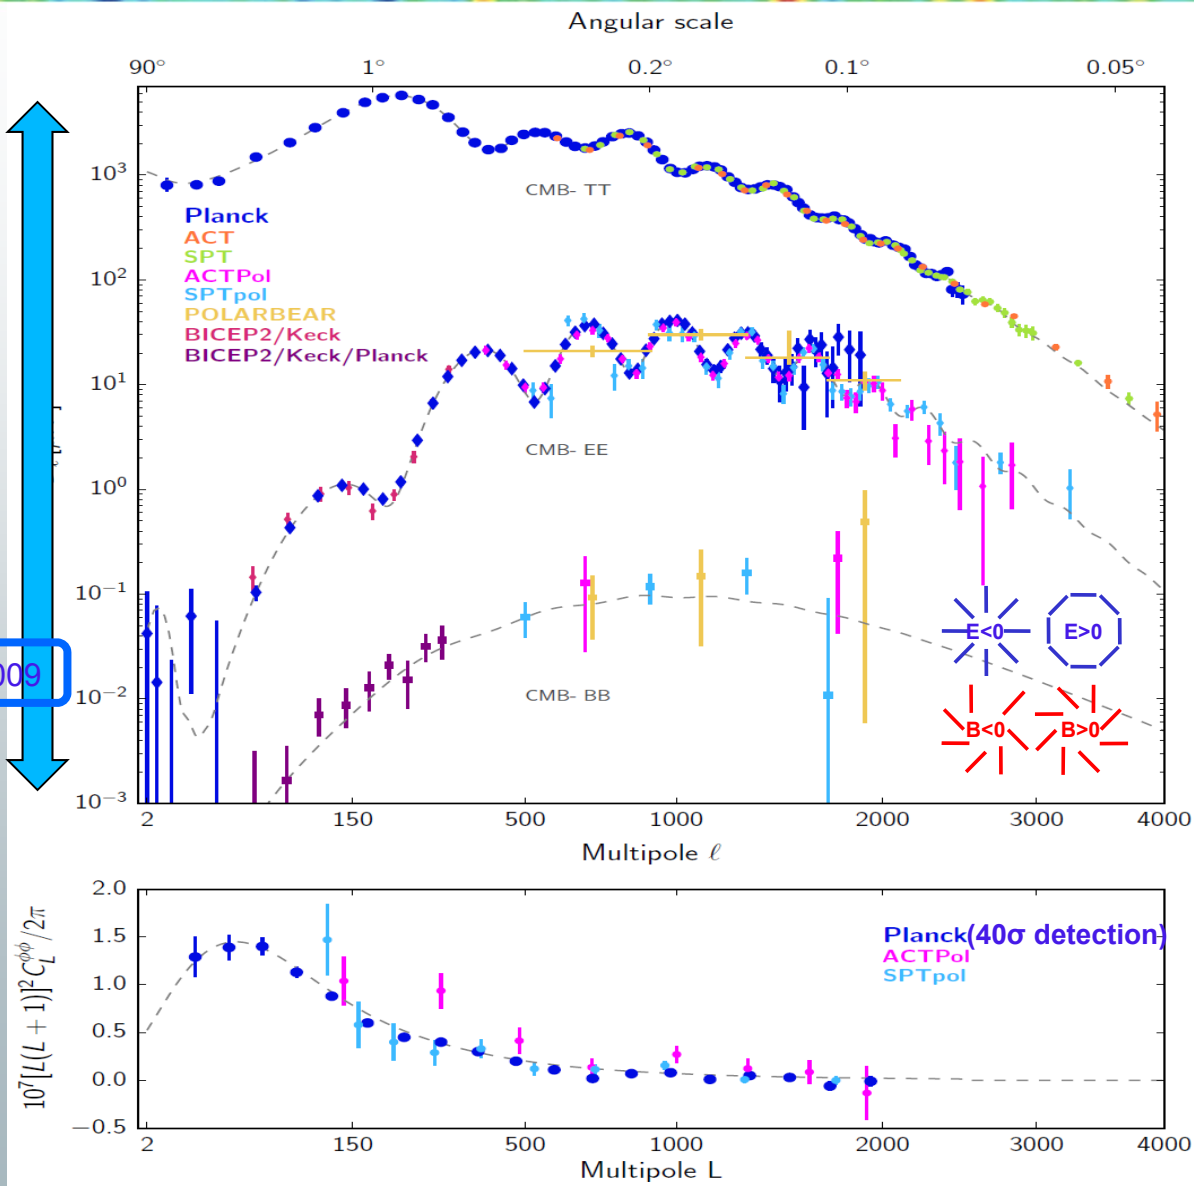 Angular scale
90° 1° 0.2° 0.1° 0.05°
10³
CMB- TT
Planck
ACT
SPT
ACTPol
SPTpol
POLARBEAR
BICEP2/Keck
BICEP2/Keck/Planck
10²
10¹
CMB- EE
10⁰
10⁻¹
E<0 E>0
009
10⁻²
CMB- BB
B<0 B>0
10⁻³
2 150 500 1000 2000 3000 4000
Multipole ℓ
10⁷[L(L + 1)]²C_L^ϕϕ/2π
2.0
1.5
1.0
0.5
0.0
−0.5
Planck(40σ detection)
ACTPol
SPTpol
2 150 500 1000 2000 3000 4000
Multipole L